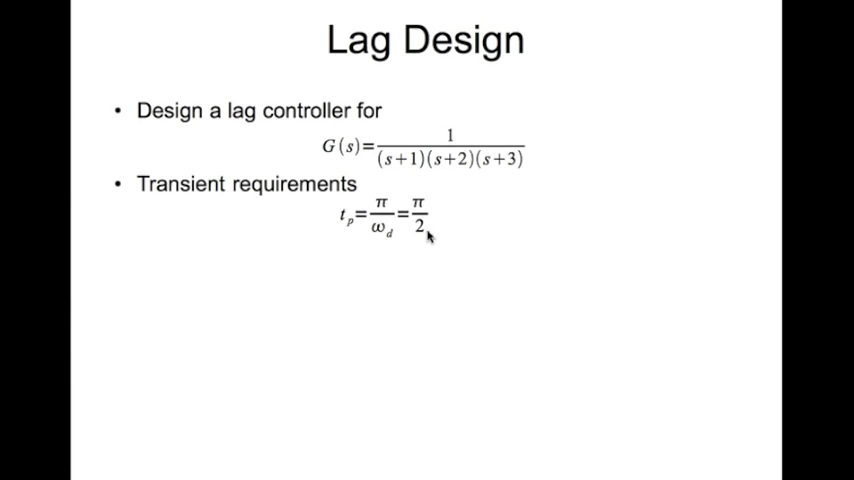 Lag Design
• Design a lag controller for
G(s)=1/((s+1)(s+2)(s+3))
• Transient requirements
t_p=π/ω_d=π/2